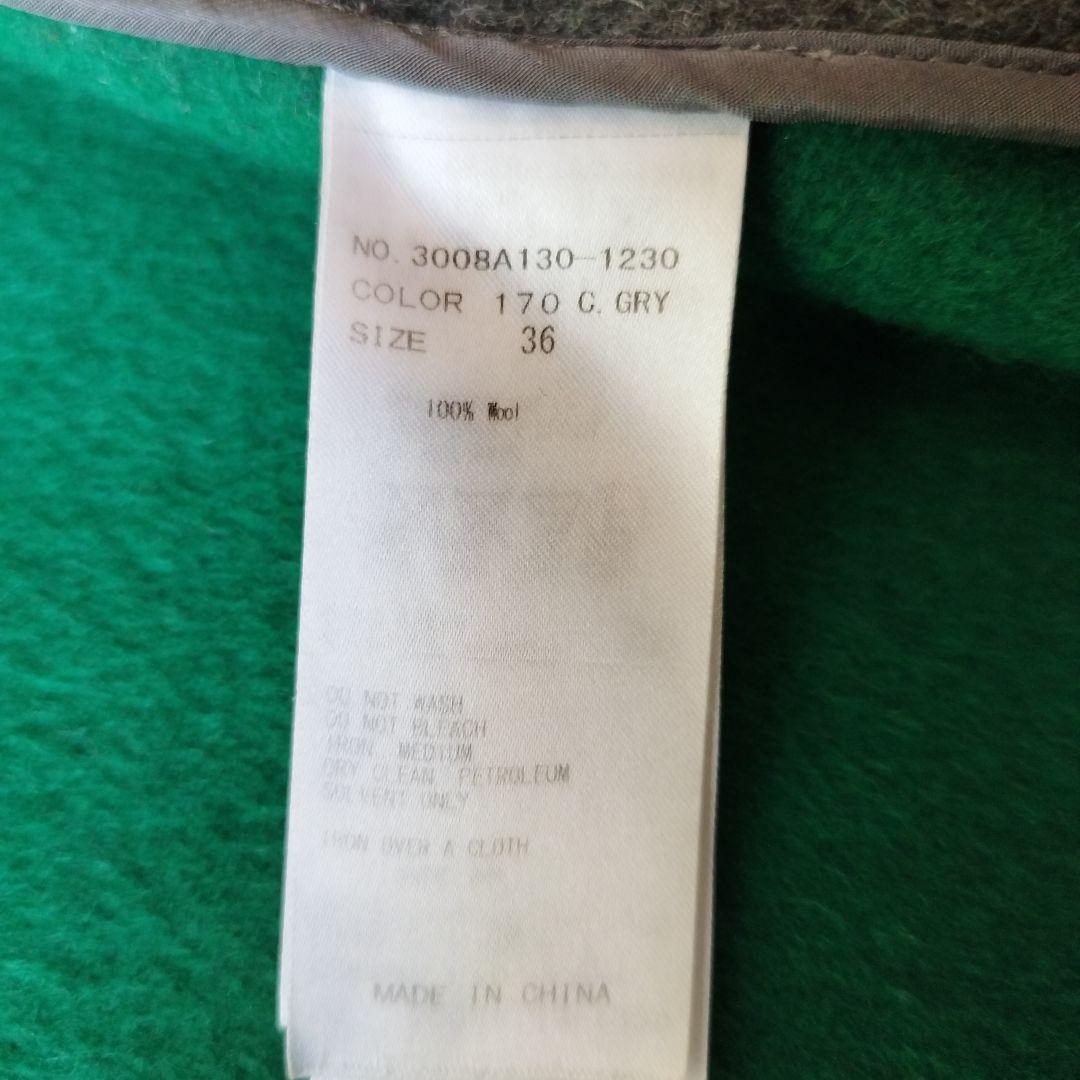 NO. 3008A130-1230
COLOR 170 C. GRY
SIZE 36
100% Wool
DO NOT WASH
DO NOT BLEACH
IRON MEDIUM
DRY CLEAN PETROLEUM
SOLVENT ONLY
IRON OVER A CLOTH
MADE IN CHINA